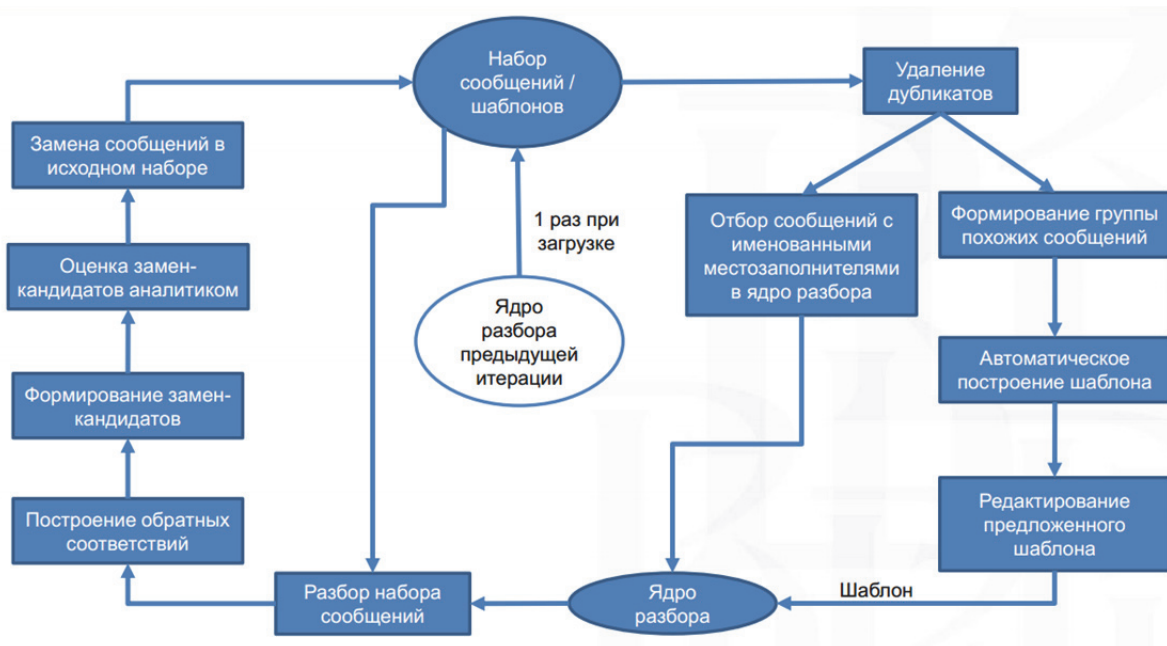 Набор
сообщений /
шаблонов
Удаление
дубликатов
Замена сообщений в
исходном наборе
Отбор сообщений с
именованными
местозаполнителями
в ядро разбора
Формирование группы
похожих сообщений
1 раз при
загрузке
Оценка замен-
кандидатов аналитиком
Ядро
разбора
предыдущей
итерации
Автоматическое
построение шаблона
Формирование замен-
кандидатов
Редактирование
предложенного
шаблона
Построение обратных
соответствий
Разбор набора
сообщений
Ядро
разбора
Шаблон